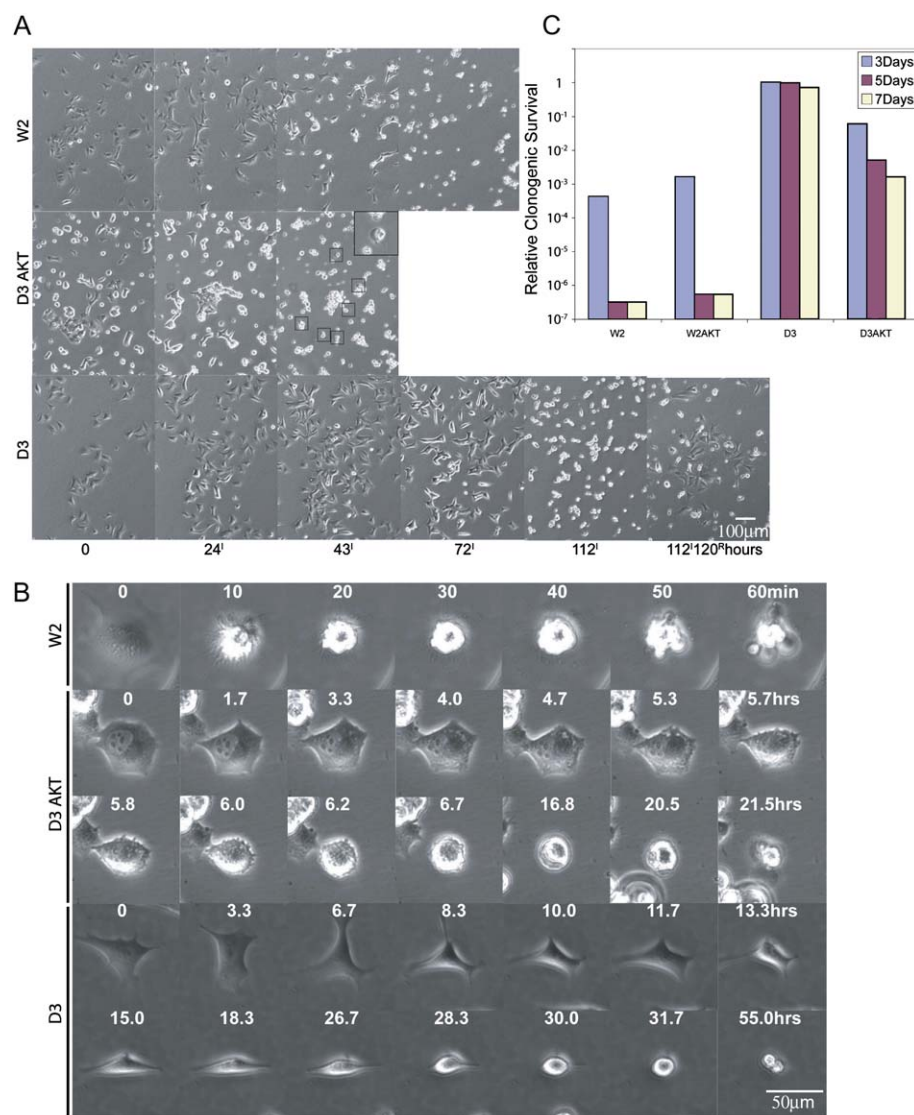 A
W2
D3 AKT
D3
0 24ᴵ 43ᴵ 72ᴵ 112ᴵ 112ᴵ120ᴿhours
100µm
C
Relative Clonogenic Survival
1
10⁻¹
10⁻²
10⁻³
10⁻⁴
10⁻⁵
10⁻⁶
10⁻⁷
3Days
5Days
7Days
W2 W2AKT D3 D3AKT
B
W2
0 10 20 30 40 50 60min
D3 AKT
0 1.7 3.3 4.0 4.7 5.3 5.7hrs
5.8 6.0 6.2 6.7 16.8 20.5 21.5hrs
D3
0 3.3 6.7 8.3 10.0 11.7 13.3hrs
15.0 18.3 26.7 28.3 30.0 31.7 55.0hrs
50µm